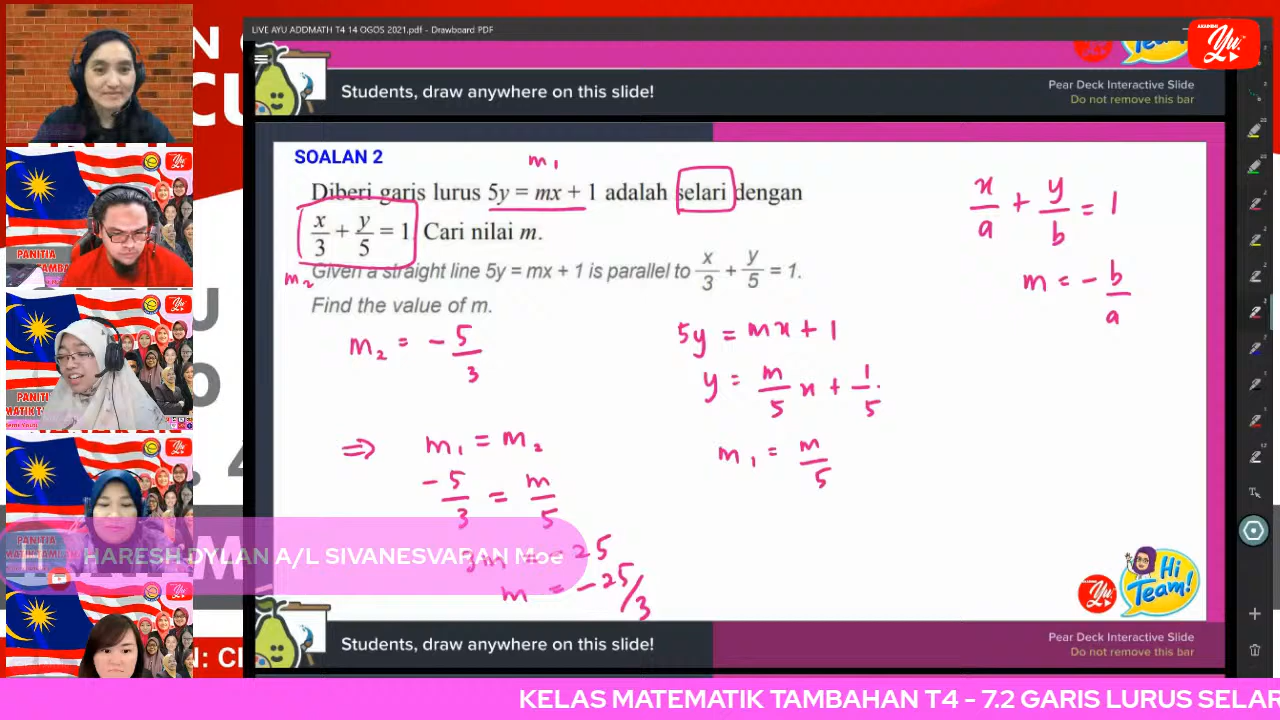 LIVE AYU ADDMATH T4 14 OGOS 2021.pdf - Drawboard PDF
AKADEMI
Yu
Students, draw anywhere on this slide!
Pear Deck Interactive Slide
Do not remove this bar
SOALAN 2
m₁
Diberi garis lurus 5y = mx + 1 adalah selari dengan
x/3 + y/5 = 1 Cari nilai m.
m₂
Given a straight line 5y = mx + 1 is parallel to x/3 + y/5 = 1.
Find the value of m.
x/a + y/b = 1
m = - b/a
m₂ = - 5/3
5y = mx + 1
y = m/5 x + 1/5
m₁ = m/5
⇒ m₁ = m₂
-5/3 = m/5
m = -25/3
Hi Team!
Students, draw anywhere on this slide!
Pear Deck Interactive Slide
Do not remove this bar
PANITIA
HARESH DYLAN A/L SIVANESVARAN Moe
KELAS MATEMATIK TAMBAHAN T4 - 7.2 GARIS LURUS SELAR